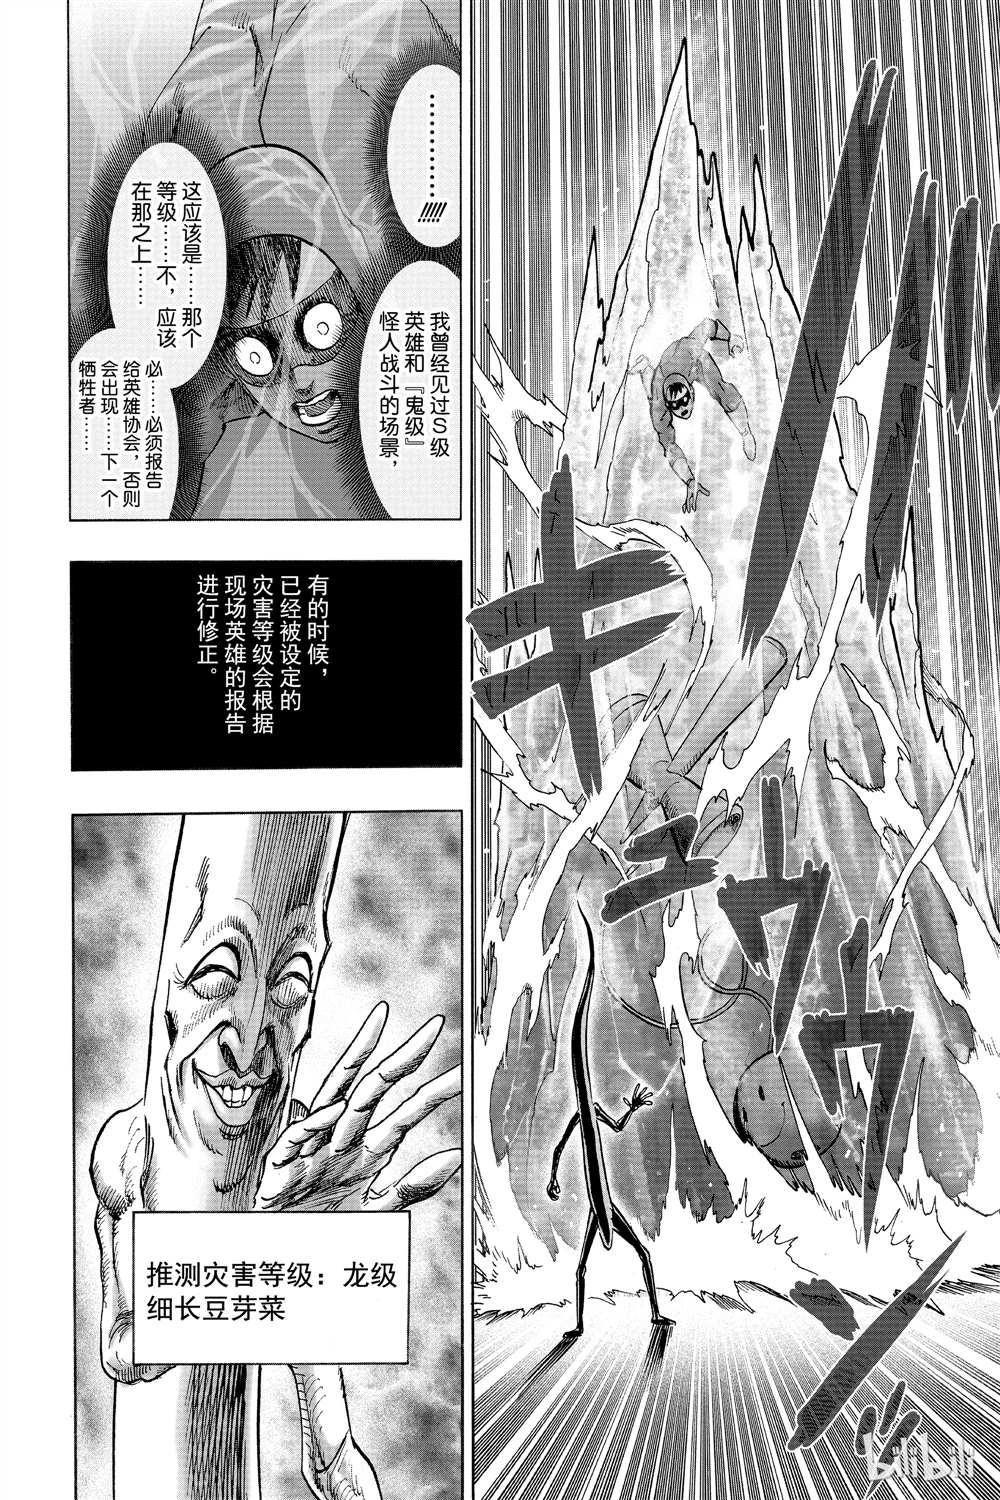 キュウウウ
…………!!!!!
我曾经见过S级
英雄和『鬼级』
怪人战斗的场景，
这应该是……那个
等级……不，应该
在那之上……
必……必须报告
给英雄协会，否则
会出现……下一个
牺牲者……
有的时候，
已经被设定的
灾害等级会根据
现场英雄的报告
进行修正。
推测灾害等级：龙级
细长豆芽菜
bilibili